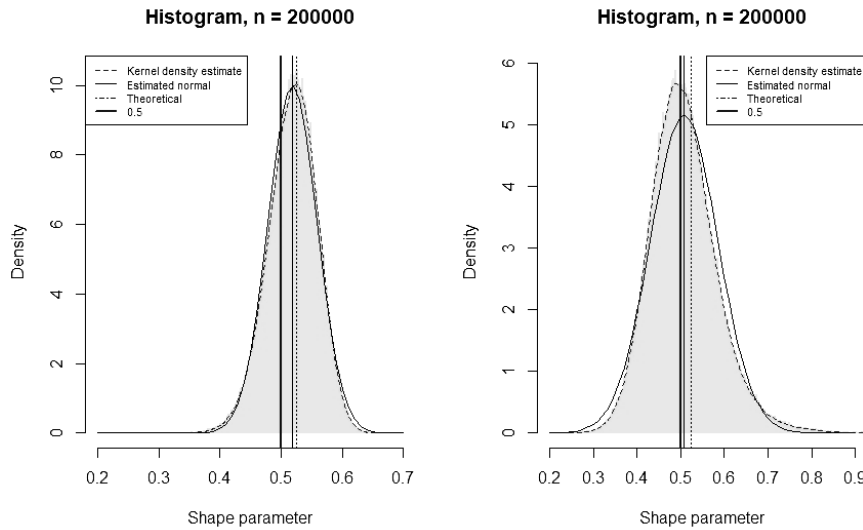 Histogram, n = 200000
Kernel density estimate
Estimated normal
Theoretical
0.5
Density
0 2 4 6 8 10
0.2 0.3 0.4 0.5 0.6 0.7
Shape parameter
Histogram, n = 200000
Kernel density estimate
Estimated normal
Theoretical
0.5
Density
0 1 2 3 4 5 6
0.2 0.3 0.4 0.5 0.6 0.7 0.8 0.9
Shape parameter